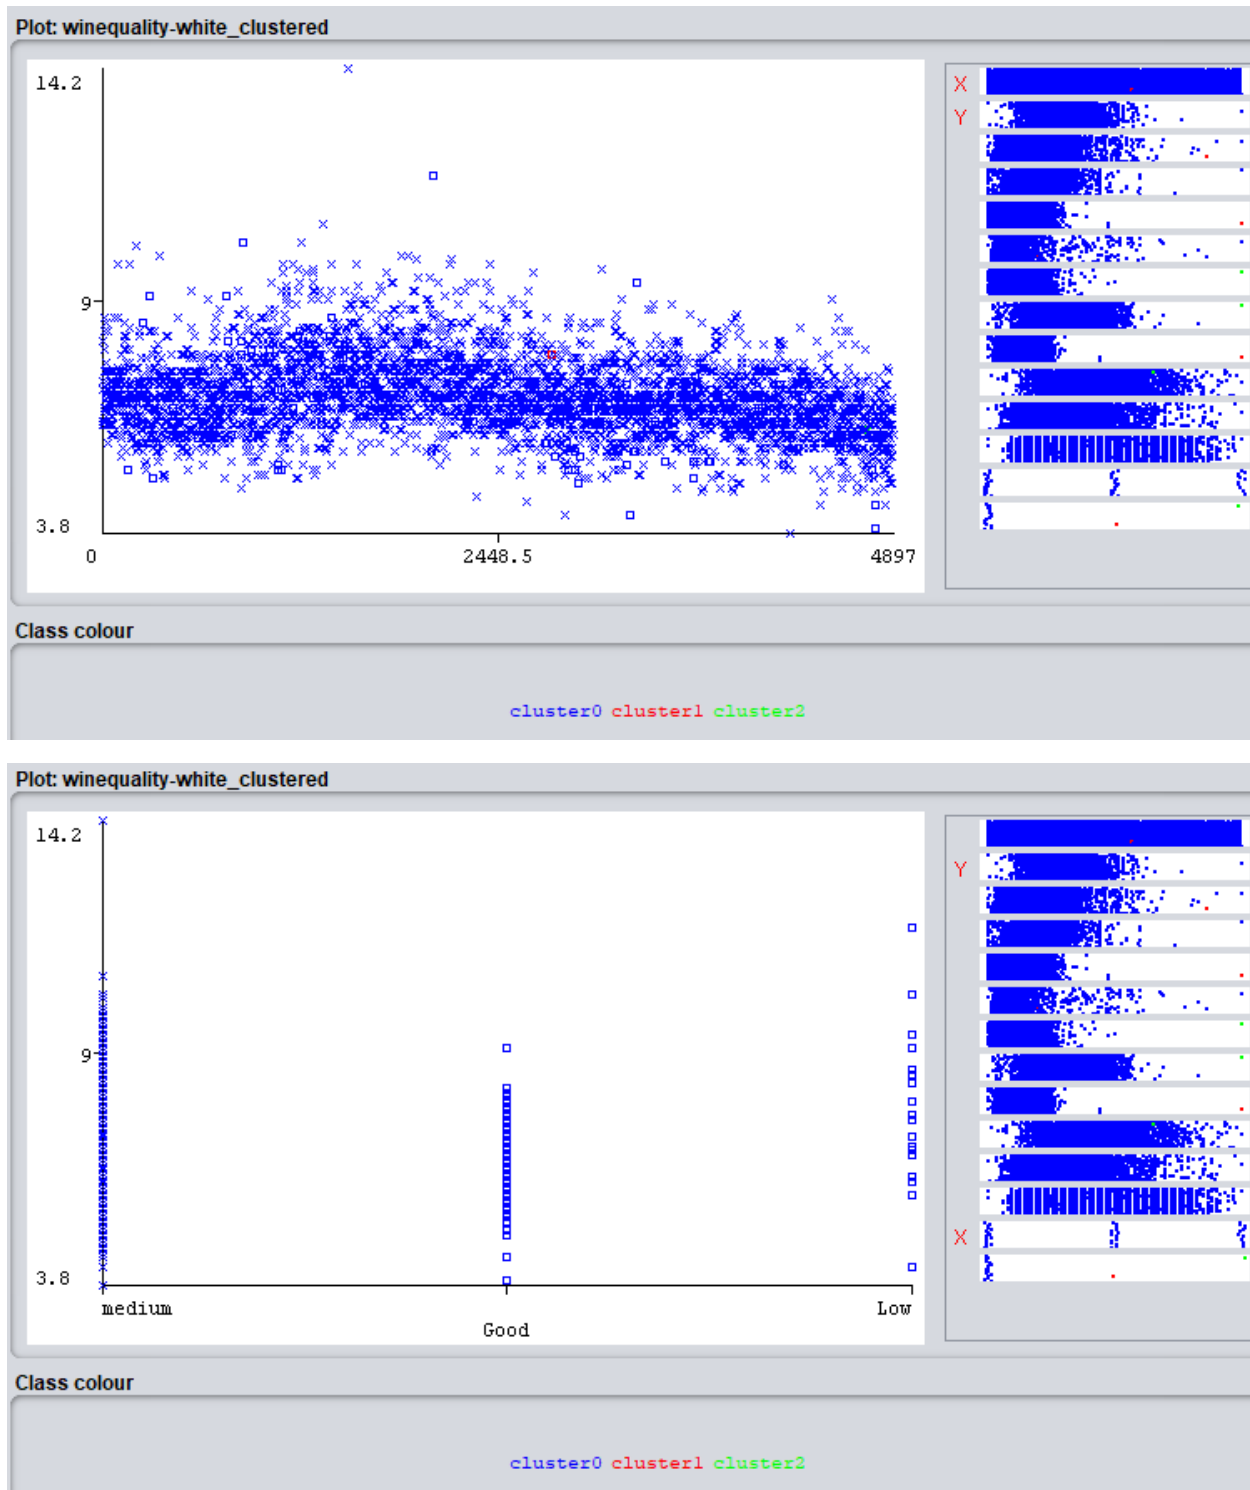 Plot: winequality-white_clustered
14.2
X
Y
9
3.8
0 2448.5 4897
Class colour
cluster0 cluster1 cluster2
Plot: winequality-white_clustered
14.2
Y
9
X
3.8
medium Low
Good
Class colour
cluster0 cluster1 cluster2